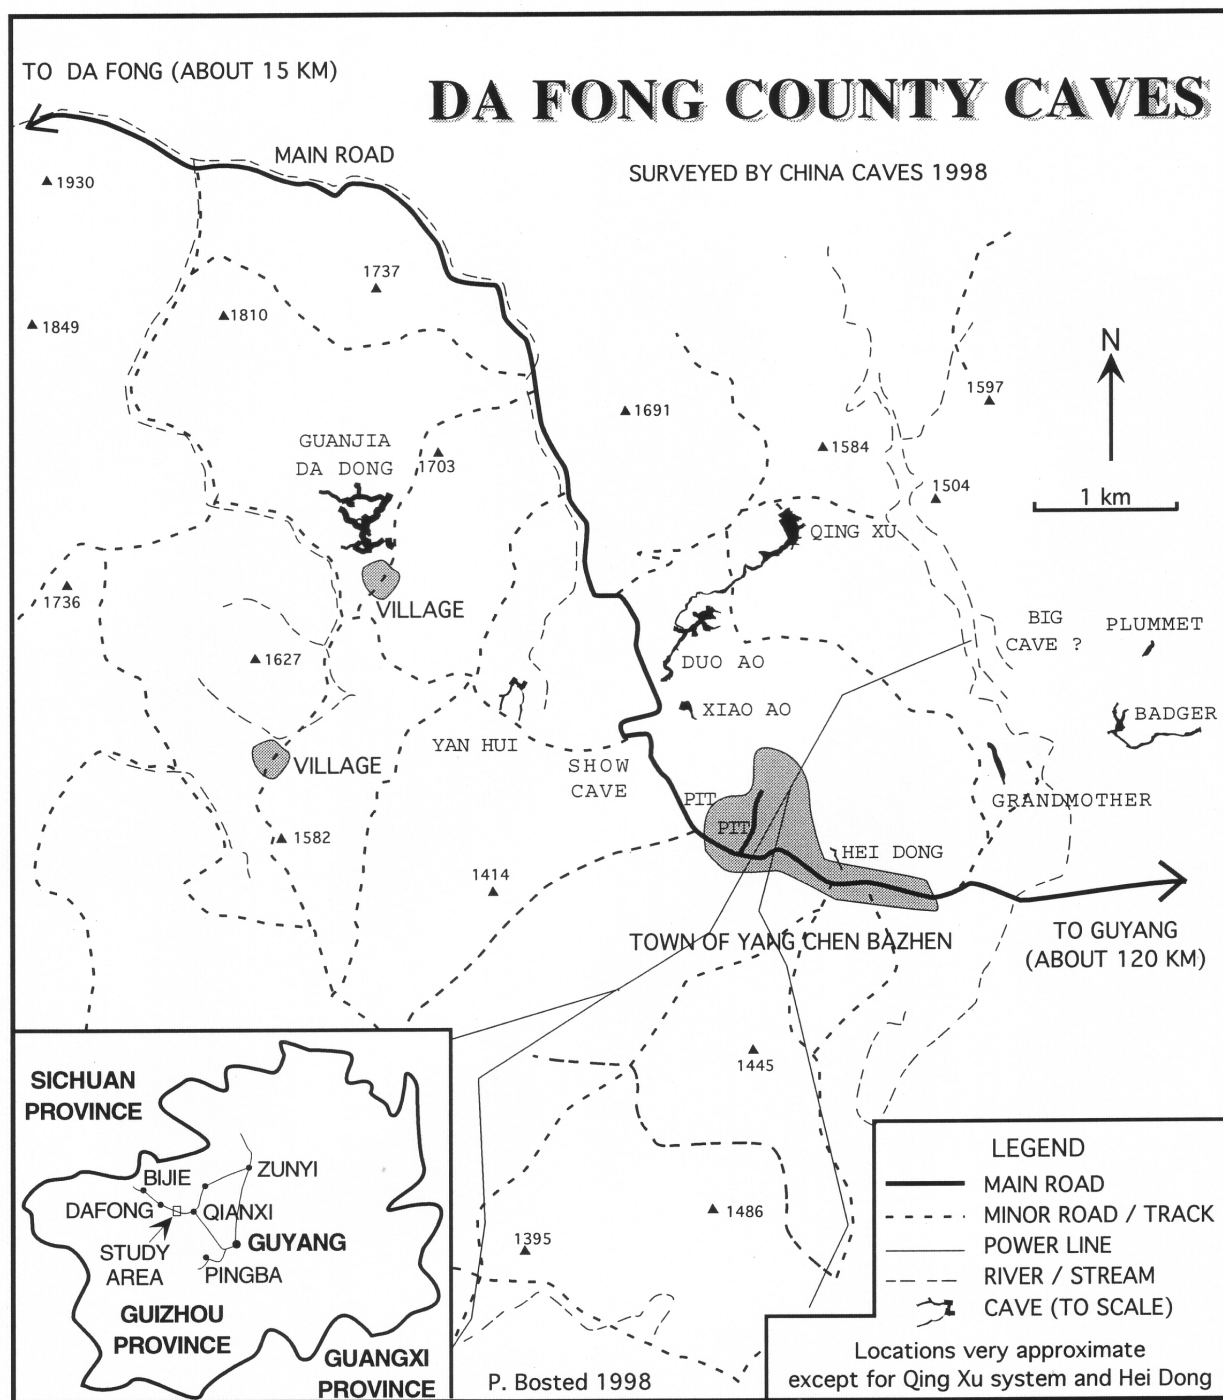 TO DA FONG (ABOUT 15 KM)
DA FONG COUNTY CAVES
MAIN ROAD
SURVEYED BY CHINA CAVES 1998
1930
1737
1810
1849
N
1597
1691
1584
GUANJIA
DA DONG
1703
1504
1 km
QING XU
1736
VILLAGE
BIG
CAVE ?
PLUMMET
1627
DUO AO
XIAO AO
BADGER
YAN HUI
VILLAGE
SHOW
CAVE
PIT
GRANDMOTHER
PIT
1582
HEI DONG
1414
TOWN OF YANG CHEN BAZHEN
TO GUYANG
(ABOUT 120 KM)
1445
1486
1395
SICHUAN
PROVINCE
BIJIE
ZUNYI
DAFONG
QIANXI
STUDY
AREA
GUYANG
PINGBA
GUIZHOU
PROVINCE
GUANGXI
PROVINCE
LEGEND
MAIN ROAD
MINOR ROAD / TRACK
POWER LINE
RIVER / STREAM
CAVE (TO SCALE)
Locations very approximate
except for Qing Xu system and Hei Dong
P. Bosted 1998